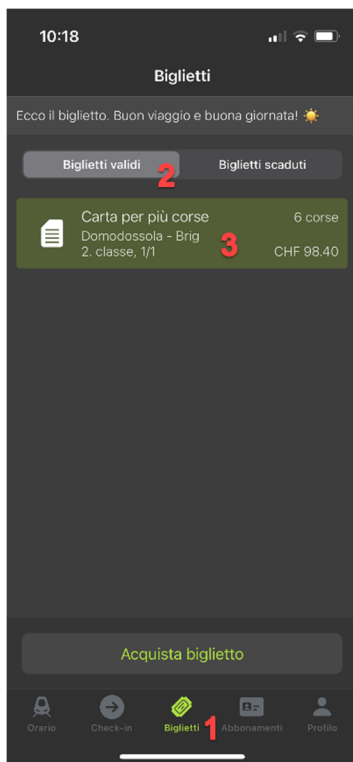 10:18
Biglietti
Ecco il biglietto. Buon viaggio e buona giornata! ☀️
Biglietti validi 2 Biglietti scaduti
Carta per più corse 6 corse
Domodossola - Brig 3
2. classe, 1/1 CHF 98.40
Acquista biglietto
Orario Check-in Biglietti 1 Abbonamenti Profilo